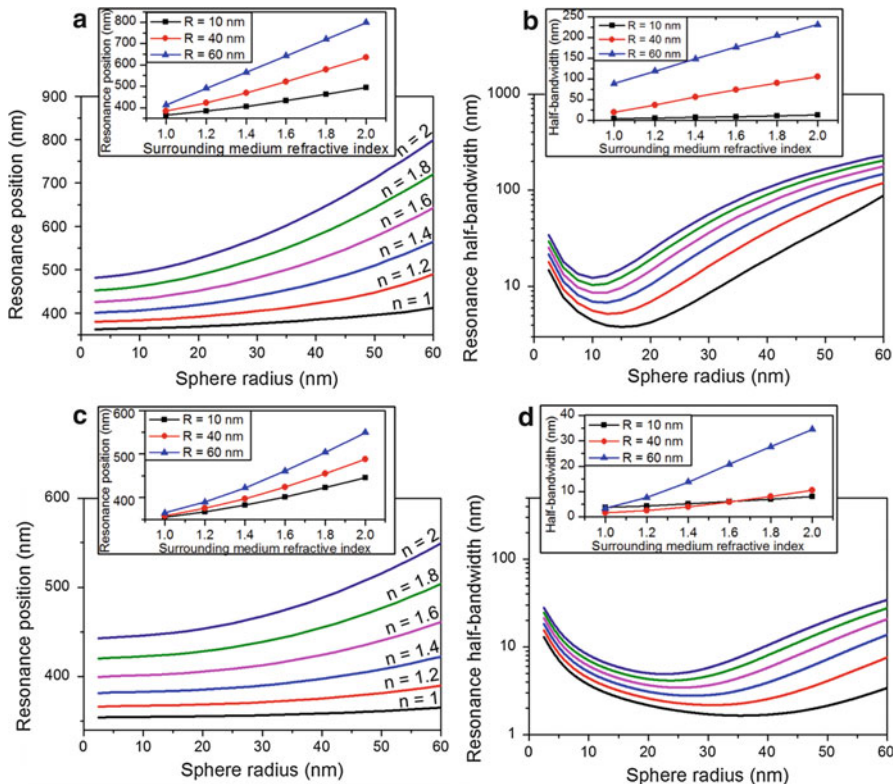 a
Resonance position (nm)
800
700
600
500
400
R = 10 nm
R = 40 nm
R = 60 nm
1.0 1.2 1.4 1.6 1.8 2.0
Surrounding medium refractive index
Resonance position (nm)
900
800
700
600
500
400
n = 2
n = 1.8
n = 1.6
n = 1.4
n = 1.2
n = 1
0 10 20 30 40 50 60
Sphere radius (nm)
b
Half-bandwidth (nm)
250
200
150
100
50
0
R = 10 nm
R = 40 nm
R = 60 nm
1.0 1.2 1.4 1.6 1.8 2.0
Surrounding medium refractive index
Resonance half-bandwidth (nm)
1000
100
10
0 10 20 30 40 50 60
Sphere radius (nm)
c
Resonance position (nm)
600
500
400
R = 10 nm
R = 40 nm
R = 60 nm
1.0 1.2 1.4 1.6 1.8 2.0
Surrounding medium refractive index
Resonance position (nm)
600
500
450
400
n = 2
n = 1.8
n = 1.6
n = 1.4
n = 1.2
n = 1
0 10 20 30 40 50 60
Sphere radius (nm)
d
Half-bandwidth (nm)
40
35
30
25
20
15
10
5
0
R = 10 nm
R = 40 nm
R = 60 nm
1.0 1.2 1.4 1.6 1.8 2.0
Surrounding medium refractive index
Resonance half-bandwidth (nm)
100
10
1
0 10 20 30 40 50 60
Sphere radius (nm)